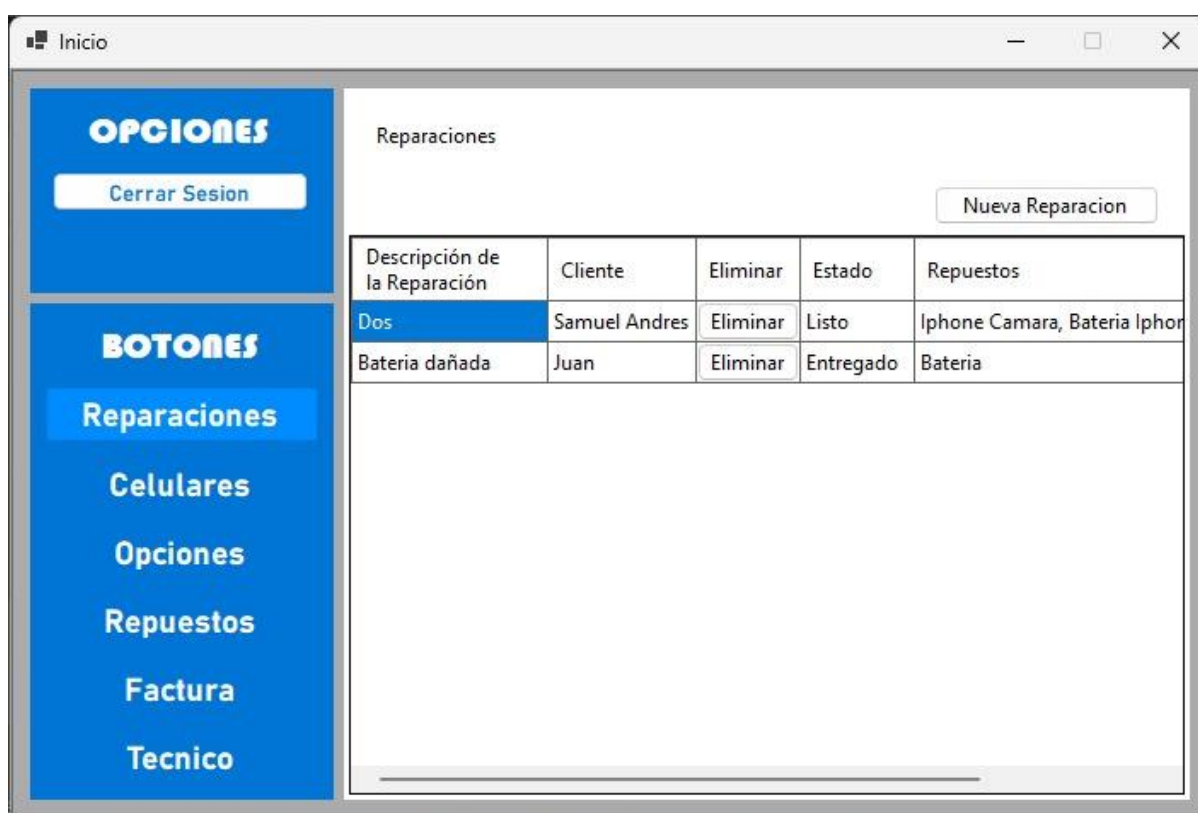 Inicio
OPCIONES
Cerrar Sesion
BOTONES
Reparaciones
Celulares
Opciones
Repuestos
Factura
Tecnico
Reparaciones
Nueva Reparacion
Descripción de
la Reparación
Cliente
Eliminar
Estado
Repuestos
Dos
Samuel Andres
Eliminar
Listo
Iphone Camara, Bateria Iphon
Bateria dañada
Juan
Eliminar
Entregado
Bateria